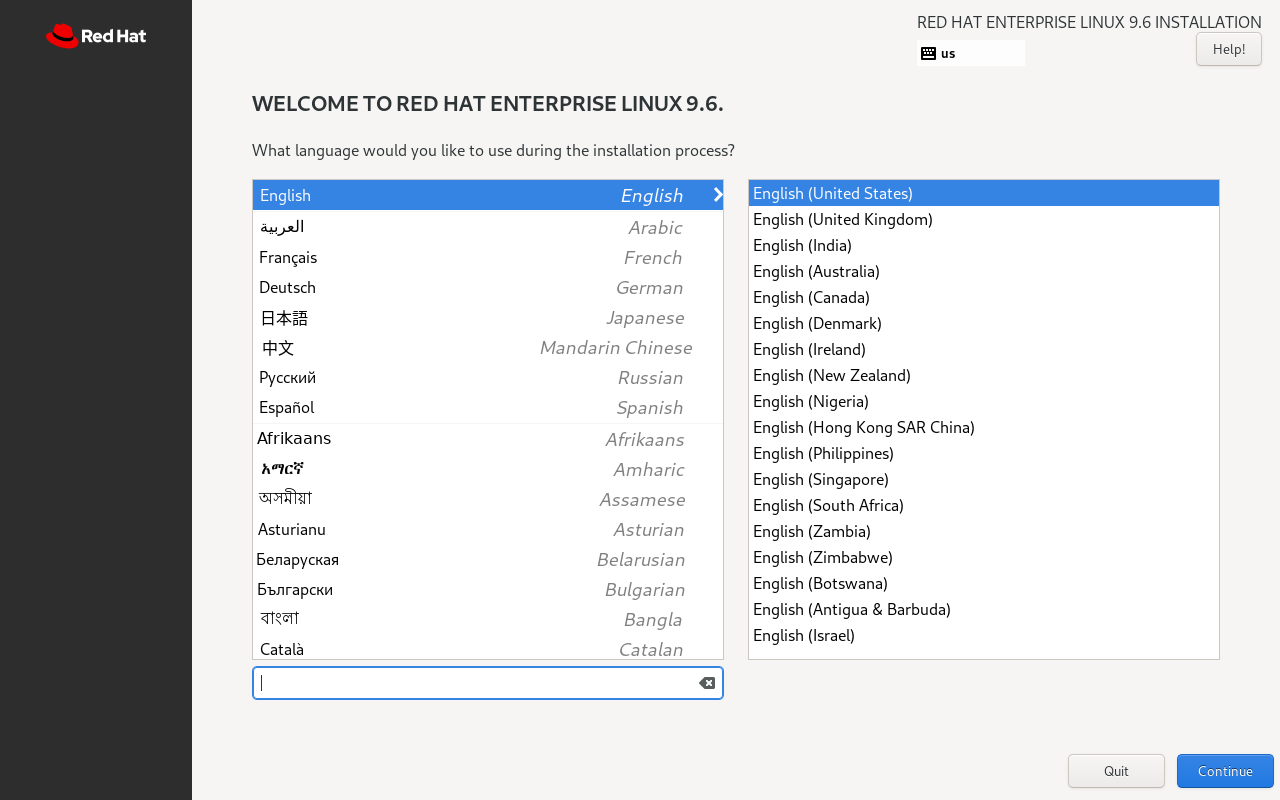 Red Hat
RED HAT ENTERPRISE LINUX 9.6 INSTALLATION
us
Help!
WELCOME TO RED HAT ENTERPRISE LINUX 9.6.
What language would you like to use during the installation process?
English English
العربية Arabic
Français French
Deutsch German
日本語 Japanese
中文 Mandarin Chinese
Русский Russian
Español Spanish
Afrikaans Afrikaans
አማርኛ Amharic
অসমীয়া Assamese
Asturianu Asturian
Беларуская Belarusian
Български Bulgarian
বাংলা Bangla
Català Catalan
English (United States)
English (United Kingdom)
English (India)
English (Australia)
English (Canada)
English (Denmark)
English (Ireland)
English (New Zealand)
English (Nigeria)
English (Hong Kong SAR China)
English (Philippines)
English (Singapore)
English (South Africa)
English (Zambia)
English (Zimbabwe)
English (Botswana)
English (Antigua & Barbuda)
English (Israel)
Quit
Continue